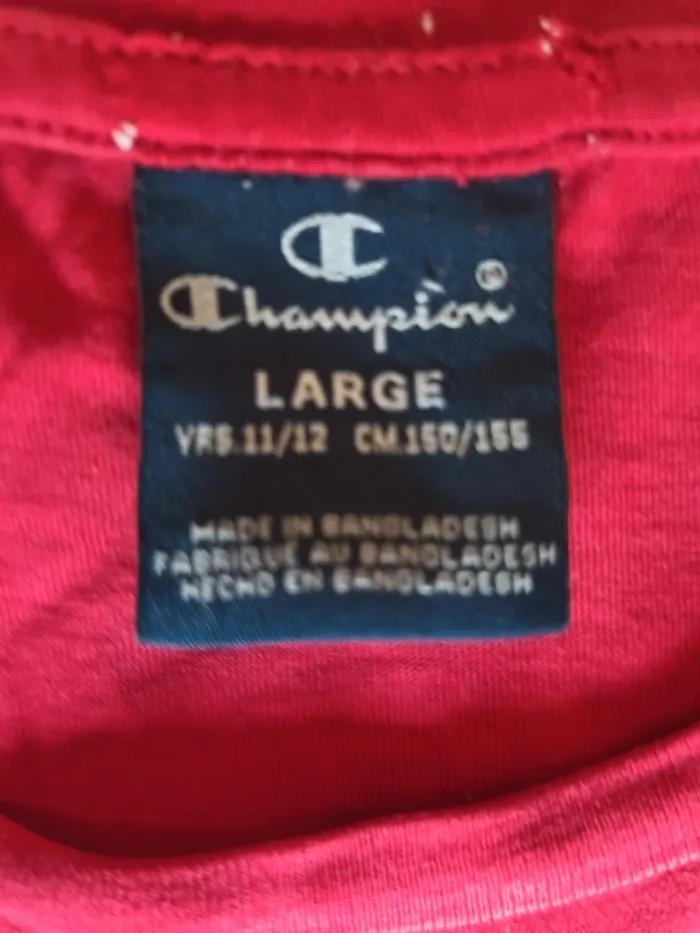 Champion ®
LARGE
YRS.11/12 CM.150/155
MADE IN BANGLADESH
FABRIQUE AU BANGLADESH
HECHO EN BANGLADESH